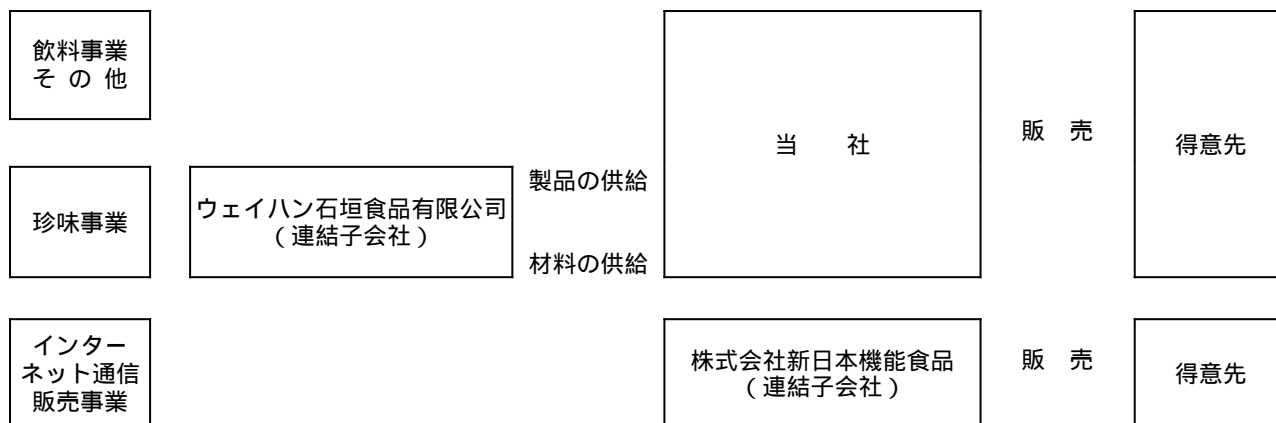 飲料事業
そ の 他
当　　社
販　売
得意先
製品の供給
珍味事業
ウェイハン石垣食品有限公司
（連結子会社）
材料の供給
インター
ネット通信
販売事業
株式会社新日本機能食品
（連結子会社）
販　売
得意先